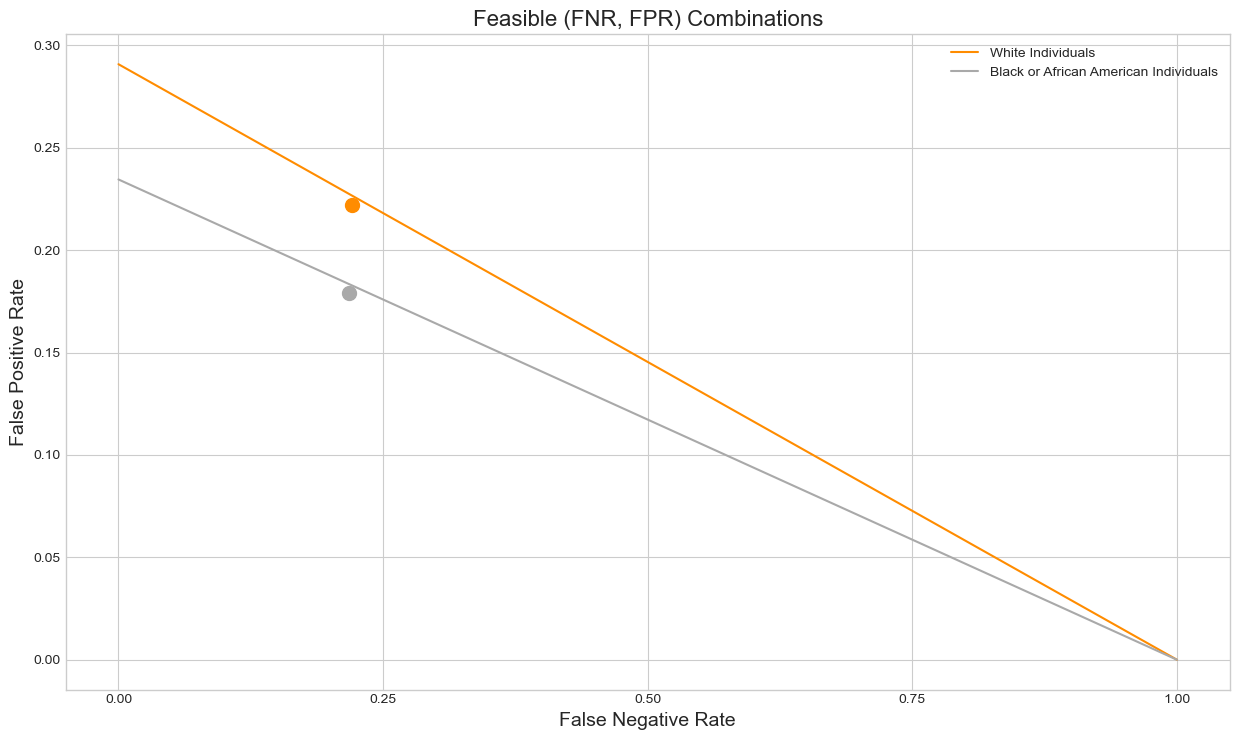 Feasible (FNR, FPR) Combinations
White Individuals
Black or African American Individuals
False Positive Rate
0.30
0.25
0.20
0.15
0.10
0.05
0.00
0.00 0.25 0.50 0.75 1.00
False Negative Rate